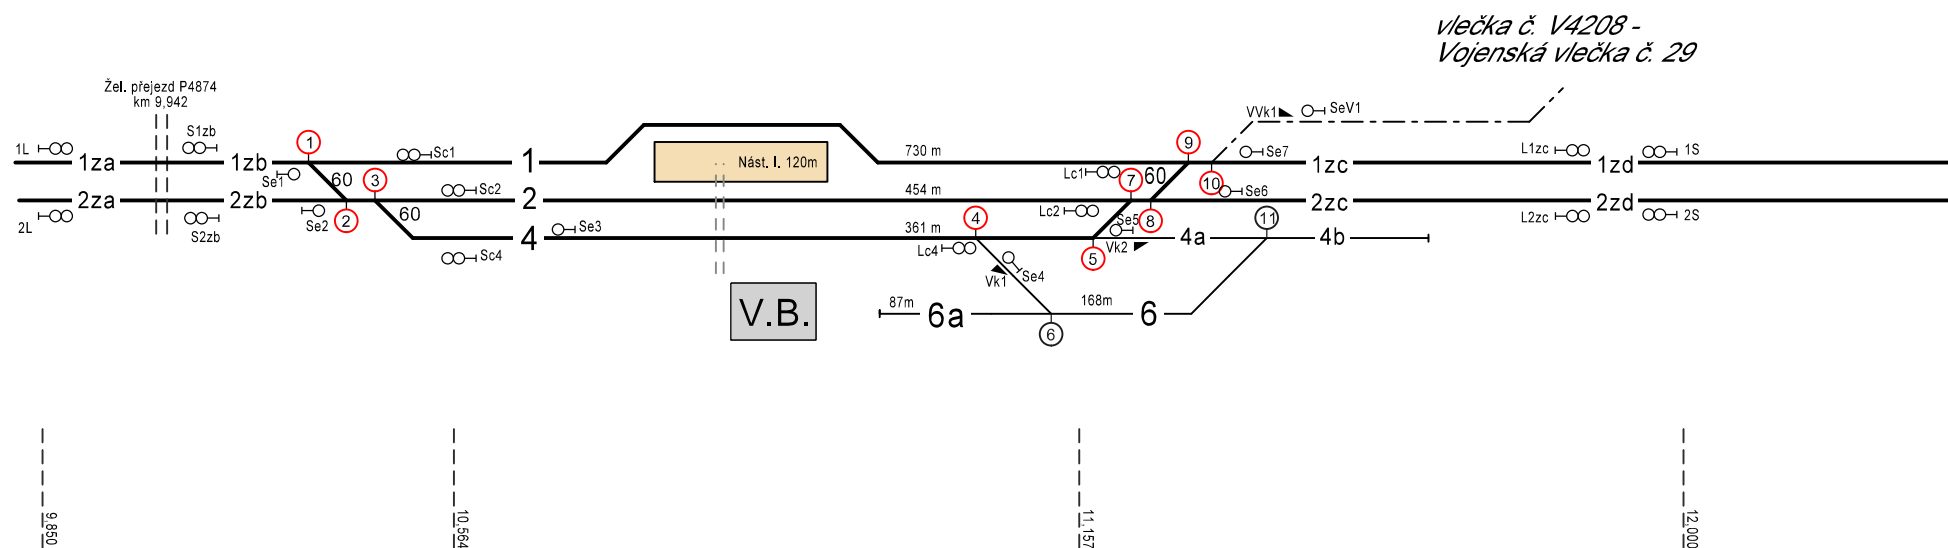 vlečka č. V4208 -
Vojenská vlečka č. 29
Žel. přejezd P4874
km 9,942
VVk1
SeV1
S1zb
1
9
1L
1za
1zb
Sc1
1
Nást. I. 120m
730 m
Lc1
60
Se7
1zc
L1zc
1zd
1S
Se1
60
3
7
10
Se6
2za
2zb
Sc2
2
454 m
2zc
2zd
2L
S2zb
Se2
2
60
Lc2
Se5
8
11
L2zc
2S
4
Se3
4
361 m
4a
4b
Sc4
Lc4
5
Vk2
Se4
Vk1
V.B.
87m
6a
168m
6
6
9,850
10,564
11,157
12,000